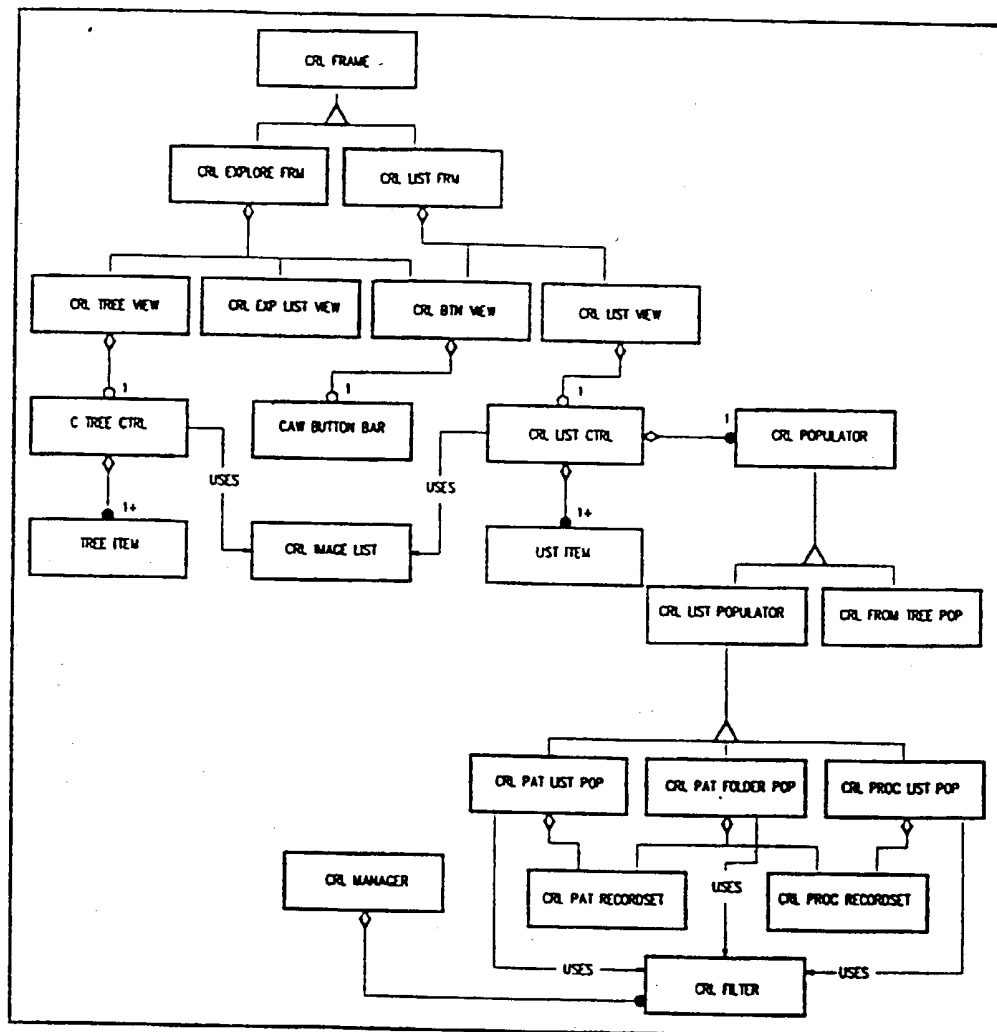 CRL FRAME
CRL EXPLORE FRM
CRL LIST FRM
CRL TREE VIEW
CRL EXP LIST VIEW
CRL BTN VIEW
CRL LIST VIEW
1
1
1
1
C TREE CTRL
CAW BUTTON BAR
CRL LIST CTRL
CRL POPULATOR
USES
USES
1+
1+
TREE ITEM
CRL IMAGE LIST
UST ITEM
CRL LIST POPULATOR
CRL FROM TREE POP
CRL PAT LIST POP
CRL PAT FOLDER POP
CRL PROC LIST POP
CRL MANAGER
CRL PAT RECORDSET
USES
CRL PROC RECORDSET
USES
USES
CRL FILTER